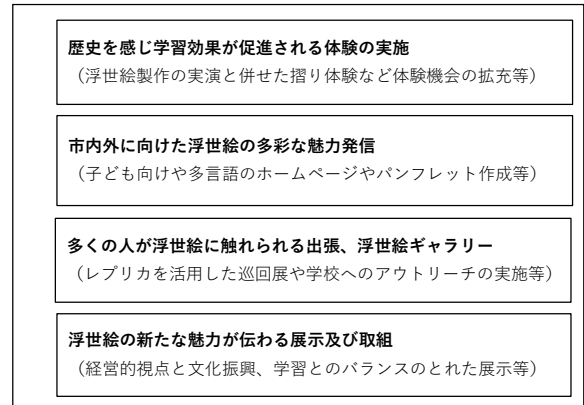 歴史を感じ学習効果が促進される体験の実施
（浮世絵製作の実演と併せた摺り体験など体験機会の拡充等）
市内外に向けた浮世絵の多彩な魅力発信
（子ども向けや多言語のホームページやパンフレット作成等）
多くの人が浮世絵に触れられる出張、浮世絵ギャラリー
（レプリカを活用した巡回展や学校へのアウトリーチの実施等）
浮世絵の新たな魅力が伝わる展示及び取組
（経営的視点と文化振興、学習とのバランスのとれた展示等）